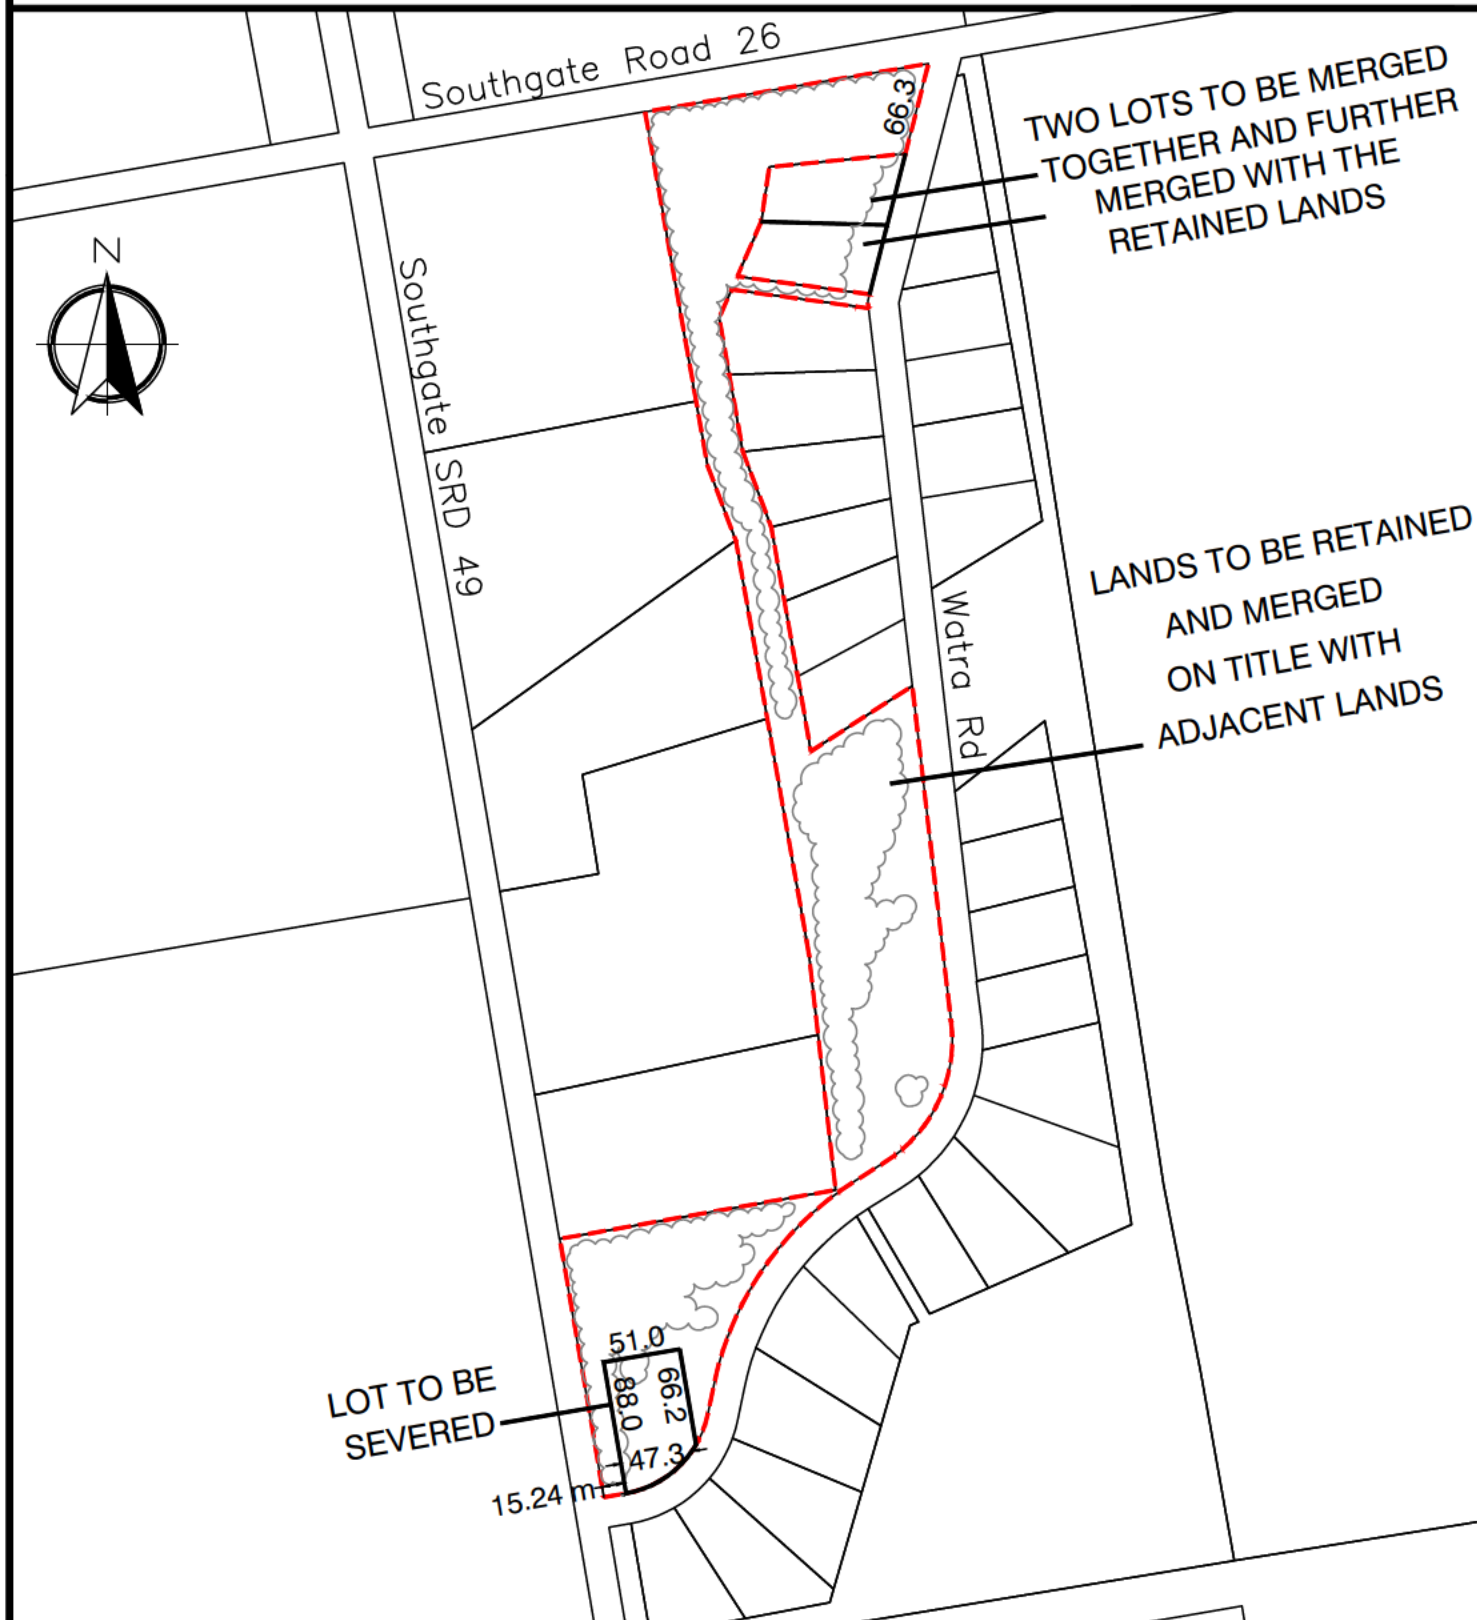 Southgate Road 26
66.3
TWO LOTS TO BE MERGED
TOGETHER AND FURTHER
MERGED WITH THE
RETAINED LANDS
N
Southgate SRD 49
LANDS TO BE RETAINED
AND MERGED
ON TITLE WITH
ADJACENT LANDS
Watra Rd
51.0
88.0
66.2
47.3
LOT TO BE
SEVERED
15.24 m